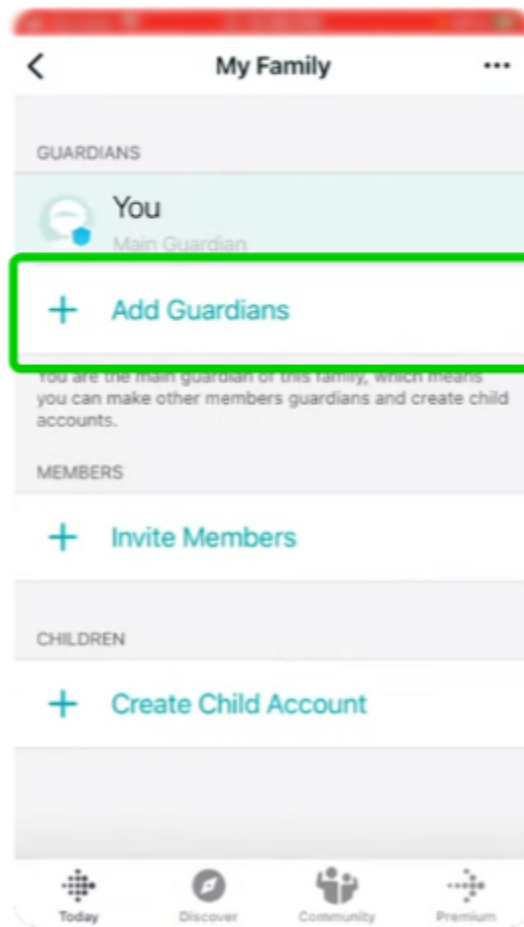 My Family
GUARDIANS
You
Main Guardian
+ Add Guardians
You are the main guardian of this family, which means
you can make other members guardians and create child
accounts.
MEMBERS
+ Invite Members
CHILDREN
+ Create Child Account
Today Discover Community Premium